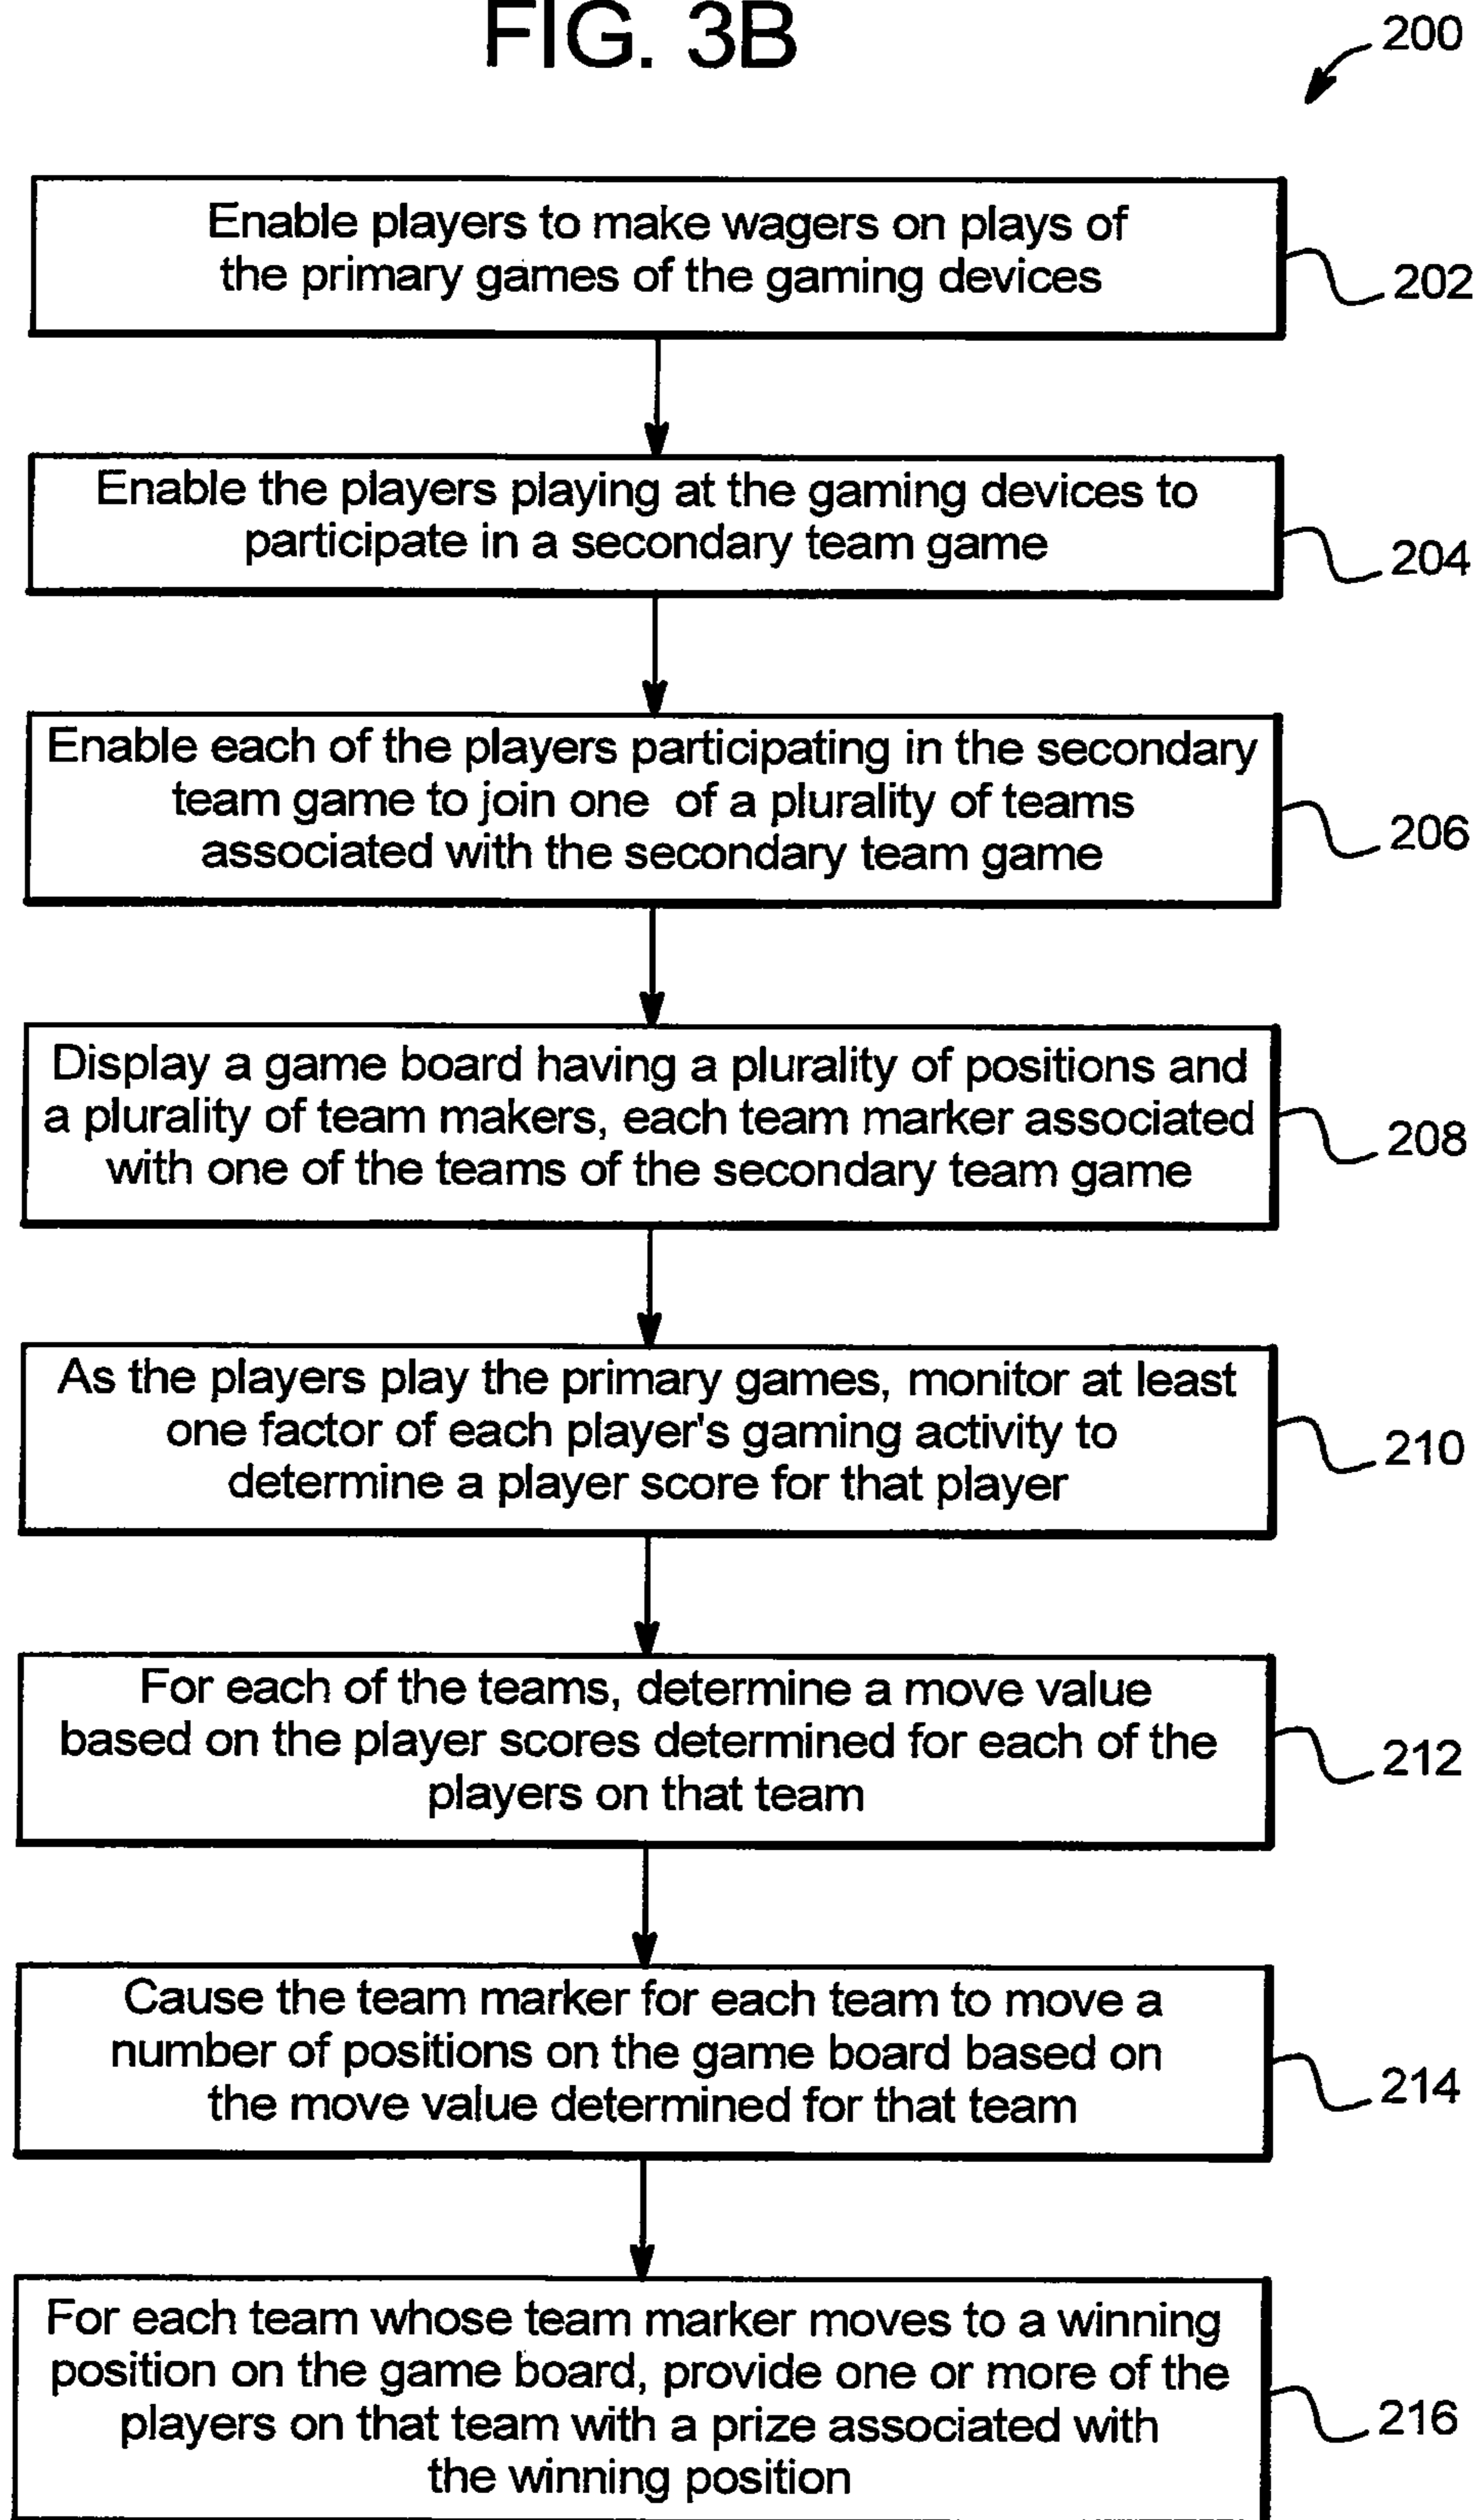 FIG. 3B
200
Enable players to make wagers on plays of
the primary games of the gaming devices
202
Enable the players playing at the gaming devices to
participate in a secondary team game
204
Enable each of the players participating in the secondary
team game to join one of a plurality of teams
associated with the secondary team game
206
Display a game board having a plurality of positions and
a plurality of team makers, each team marker associated
with one of the teams of the secondary team game
208
As the players play the primary games, monitor at least
one factor of each player's gaming activity to
determine a player score for that player
210
For each of the teams, determine a move value
based on the player scores determined for each of the
players on that team
212
Cause the team marker for each team to move a
number of positions on the game board based on
the move value determined for that team
214
For each team whose team marker moves to a winning
position on the game board, provide one or more of the
players on that team with a prize associated with
the winning position
216